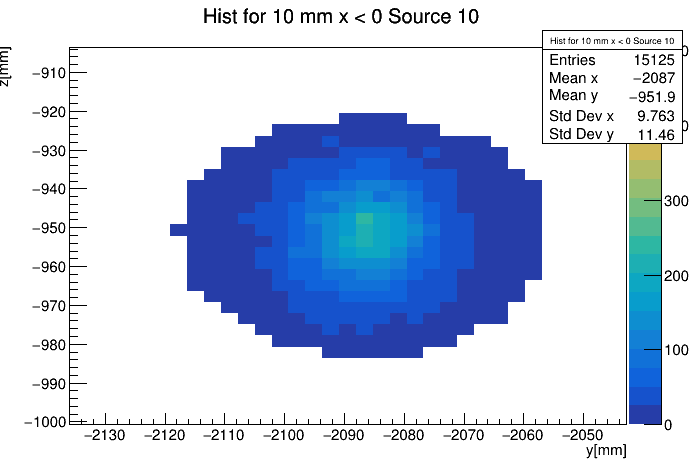 Hist for 10 mm x < 0 Source 10
z[mm]
Hist for 10 mm x < 0 Source 10
Entries 15125
Mean x −2087
Mean y −951.9
Std Dev x 9.763
Std Dev y 11.46
−910
−920
−930
−940
−950
−960
−970
−980
−990
−1000
−2130
−2120
−2110
−2100
−2090
−2080
−2070
−2060
−2050
y[mm]
300
200
100
0